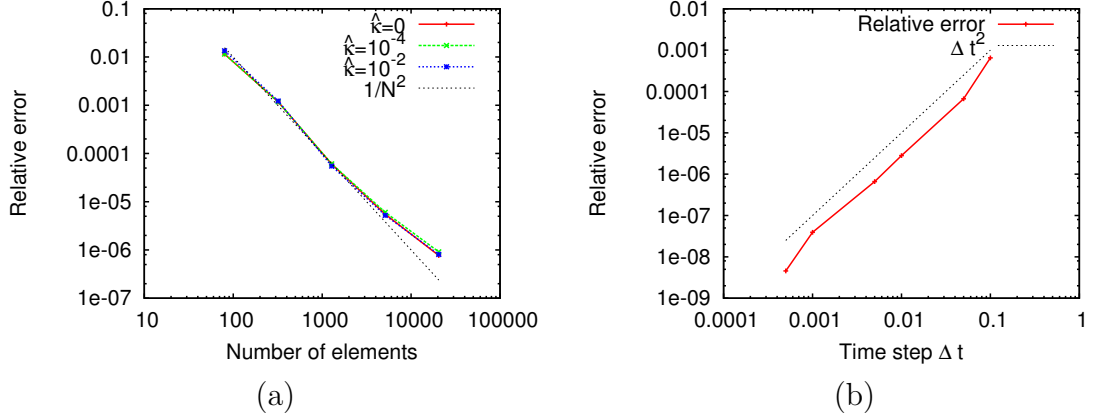 0.1
0.01
0.001
0.0001
1e-05
1e-06
1e-07
10
100
1000
10000
100000
Relative error
Number of elements
κ̂=0
κ̂=10⁻⁴
κ̂=10⁻²
1/N²
(a)
0.01
0.001
0.0001
1e-05
1e-06
1e-07
1e-08
1e-09
0.0001
0.001
0.01
0.1
1
Relative error
Time step Δ t
Relative error
Δ t²
(b)